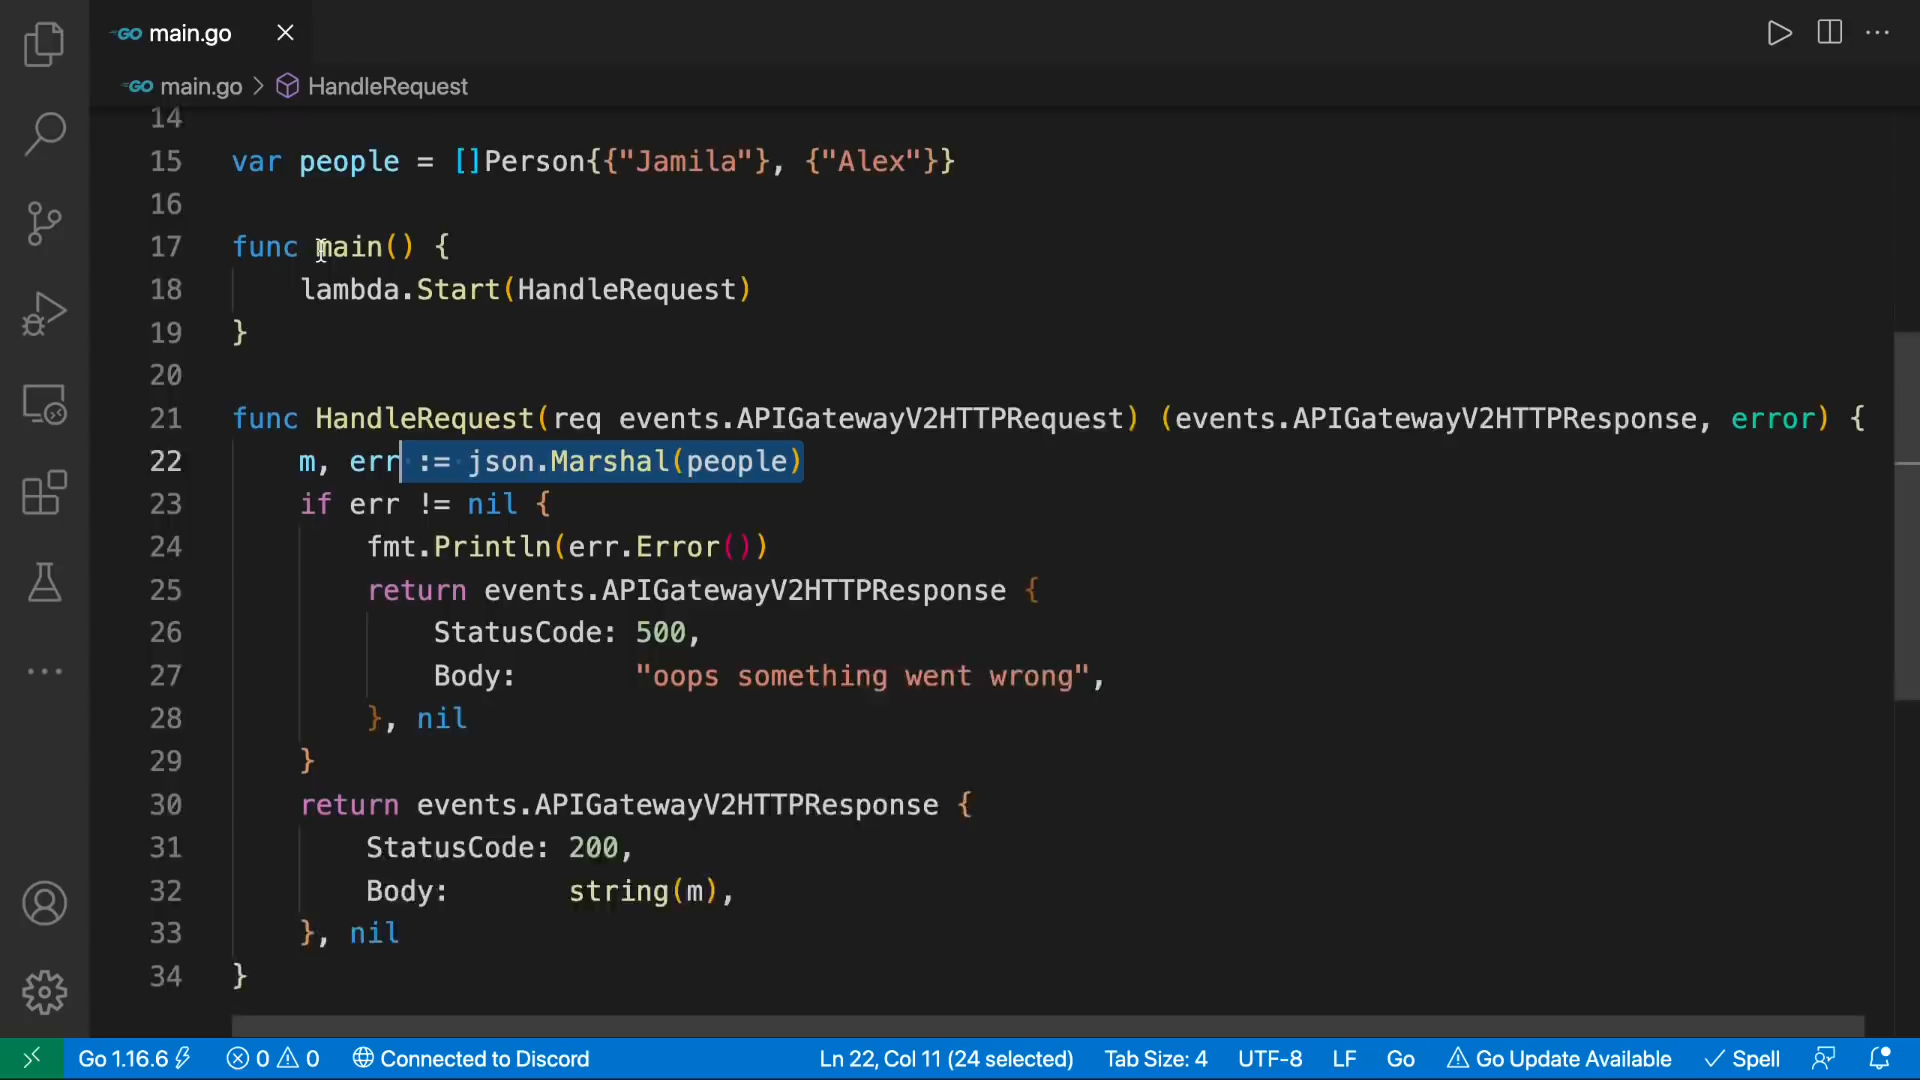 GO main.go
GO main.go > HandleRequest
14
15 var people = []Person{{"Jamila"}, {"Alex"}}
16
17 func main() {
18 lambda.Start(HandleRequest)
19 }
20
21 func HandleRequest(req events.APIGatewayV2HTTPRequest) (events.APIGatewayV2HTTPResponse, error) {
22 m, err := json.Marshal(people)
23 if err != nil {
24 fmt.Println(err.Error())
25 return events.APIGatewayV2HTTPResponse {
26 StatusCode: 500,
27 Body: "oops something went wrong",
28 }, nil
29 }
30 return events.APIGatewayV2HTTPResponse {
31 StatusCode: 200,
32 Body: string(m),
33 }, nil
34 }
Go 1.16.6 0 0 Connected to Discord Ln 22, Col 11 (24 selected) Tab Size: 4 UTF-8 LF Go Go Update Available Spell